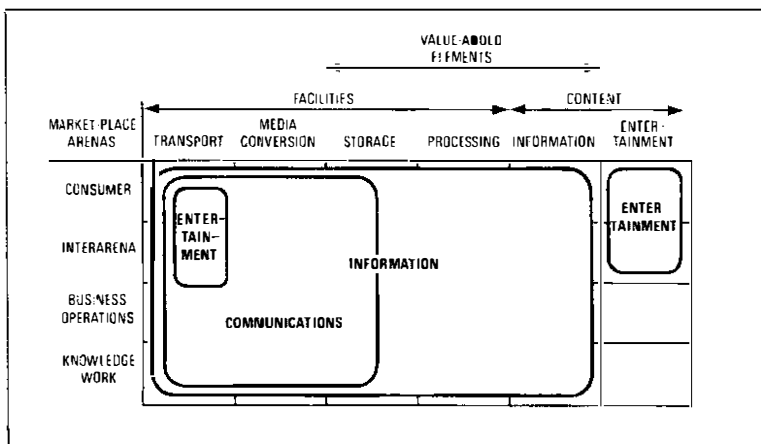 VALUE-ADOLD
ELEMENTS
FACILITIES
CONTENT
MARKET-PLACE
ARENAS
TRANSPORT
MEDIA
CONVERSION
STORAGE
PROCESSING
INFORMATION
ENTER-
TAINMENT
CONSUMER
INTERARENA
BUSINESS
OPERATIONS
KNOWLEDGE
WORK
ENTER-
TAIN-
MENT
INFORMATION
COMMUNICATIONS
ENTER
TAINMENT